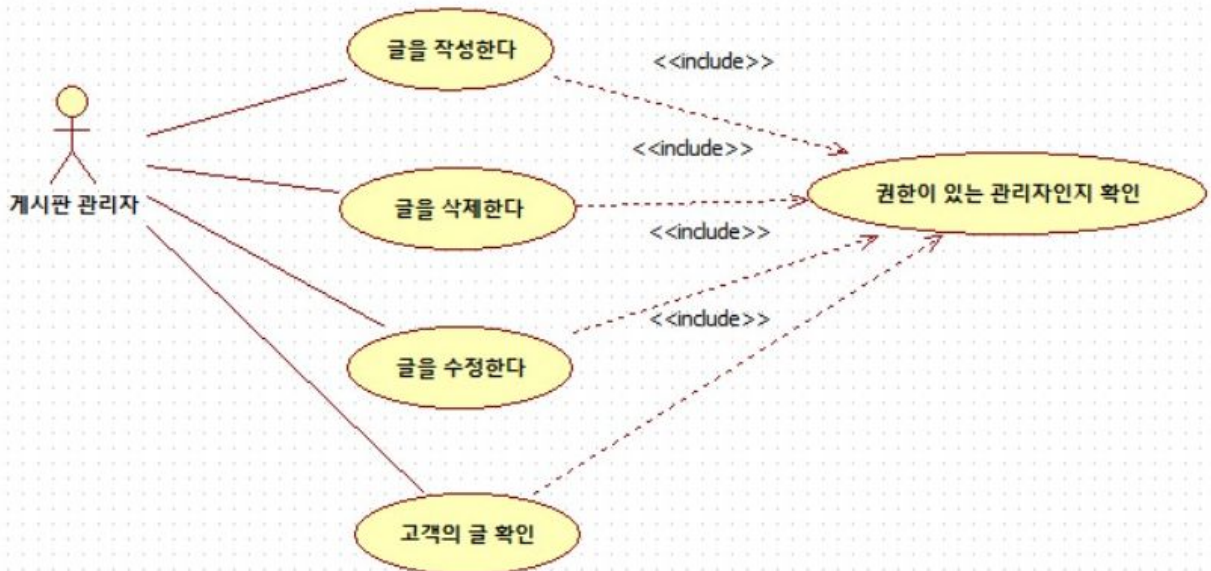 글을 작성한다
<<include>>
<<include>>
게시판 관리자
글을 삭제한다
권한이 있는 관리자인지 확인
<<include>>
<<include>>
글을 수정한다
고객의 글 확인